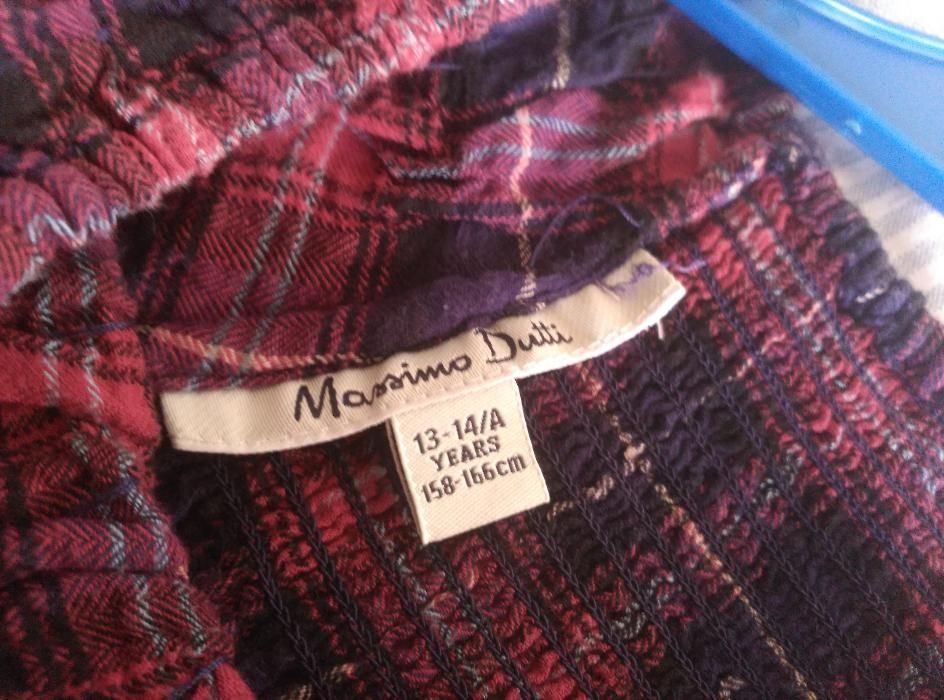 Massimo Dutti
13-14/A
YEARS
158-166cm